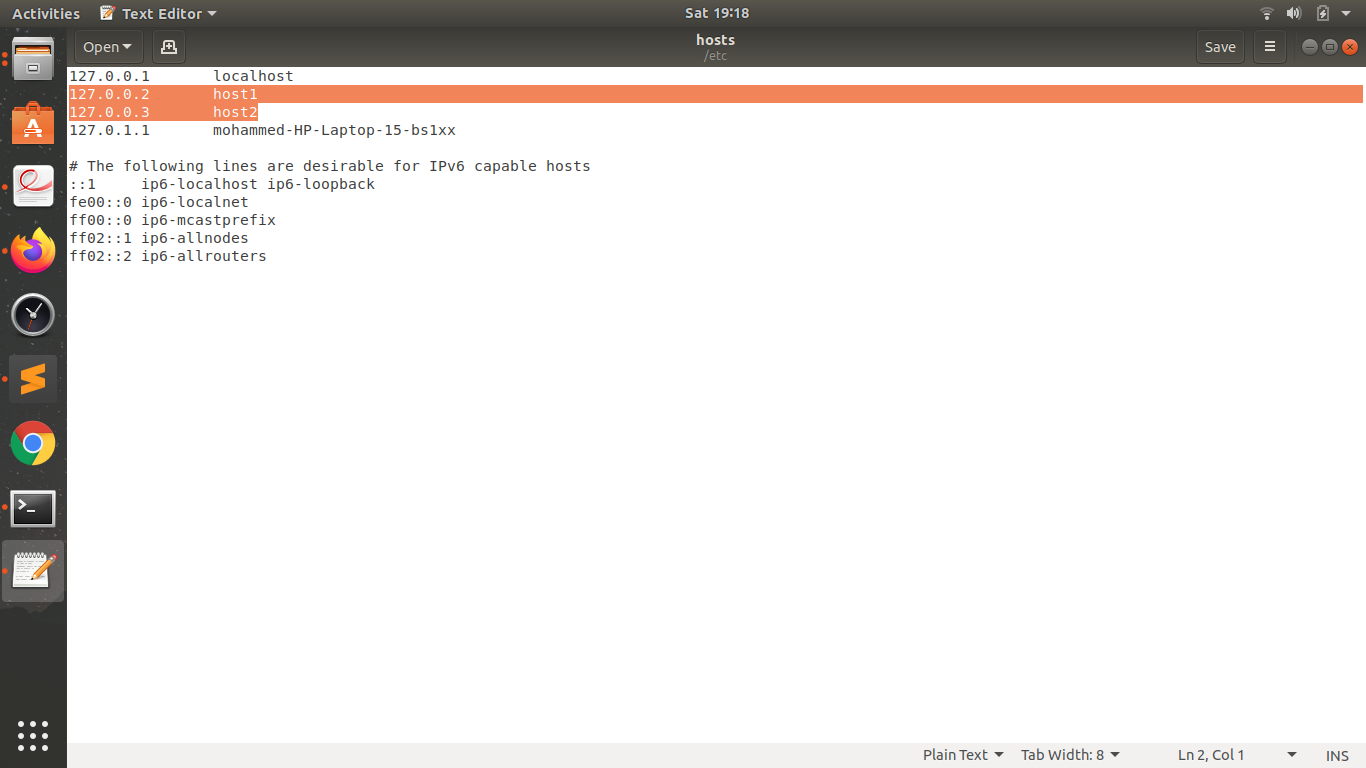 Activities Text Editor Sat 19:18
Open hosts Save
/etc
127.0.0.1 localhost
127.0.0.2 host1
127.0.0.3 host2
127.0.1.1 mohammed-HP-Laptop-15-bs1xx
# The following lines are desirable for IPv6 capable hosts
::1 ip6-localhost ip6-loopback
fe00::0 ip6-localnet
ff00::0 ip6-mcastprefix
ff02::1 ip6-allnodes
ff02::2 ip6-allrouters
Plain Text Tab Width: 8 Ln 2, Col 1 INS